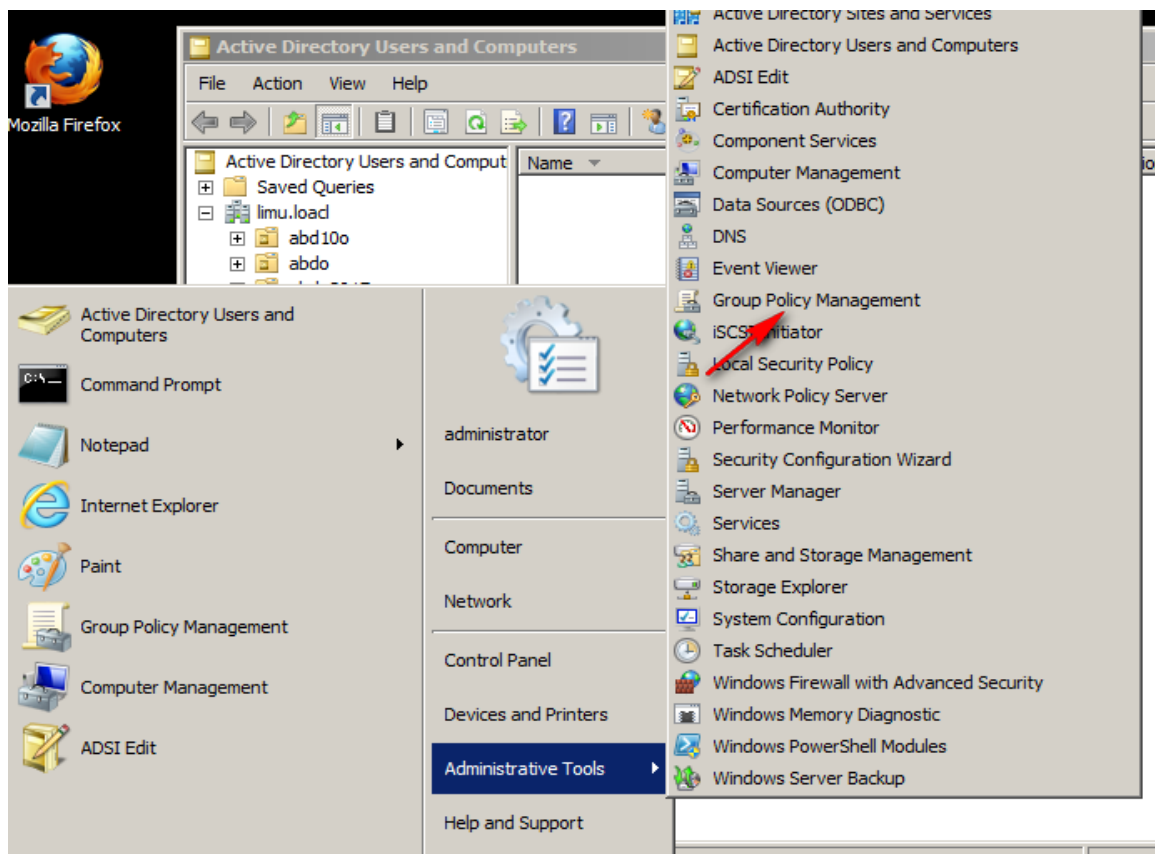 Active Directory Sites and Services
Active Directory Users and Computers
Active Directory Users and Computers
File Action View Help
ADSI Edit
Certification Authority
Mozilla Firefox
Component Services
Active Directory Users and Comput
Name
Computer Management
Saved Queries
limu.loacl
Data Sources (ODBC)
abd10o
DNS
abdo
Event Viewer
Group Policy Management
iSCSI Initiator
Local Security Policy
Network Policy Server
Performance Monitor
Security Configuration Wizard
Server Manager
Services
Share and Storage Management
Storage Explorer
System Configuration
Task Scheduler
Windows Firewall with Advanced Security
Windows Memory Diagnostic
Windows PowerShell Modules
Windows Server Backup
Active Directory Users and
Computers
C:\
Command Prompt
Notepad
Internet Explorer
Paint
Group Policy Management
Computer Management
ADSI Edit
administrator
Documents
Computer
Network
Control Panel
Devices and Printers
Administrative Tools
Help and Support